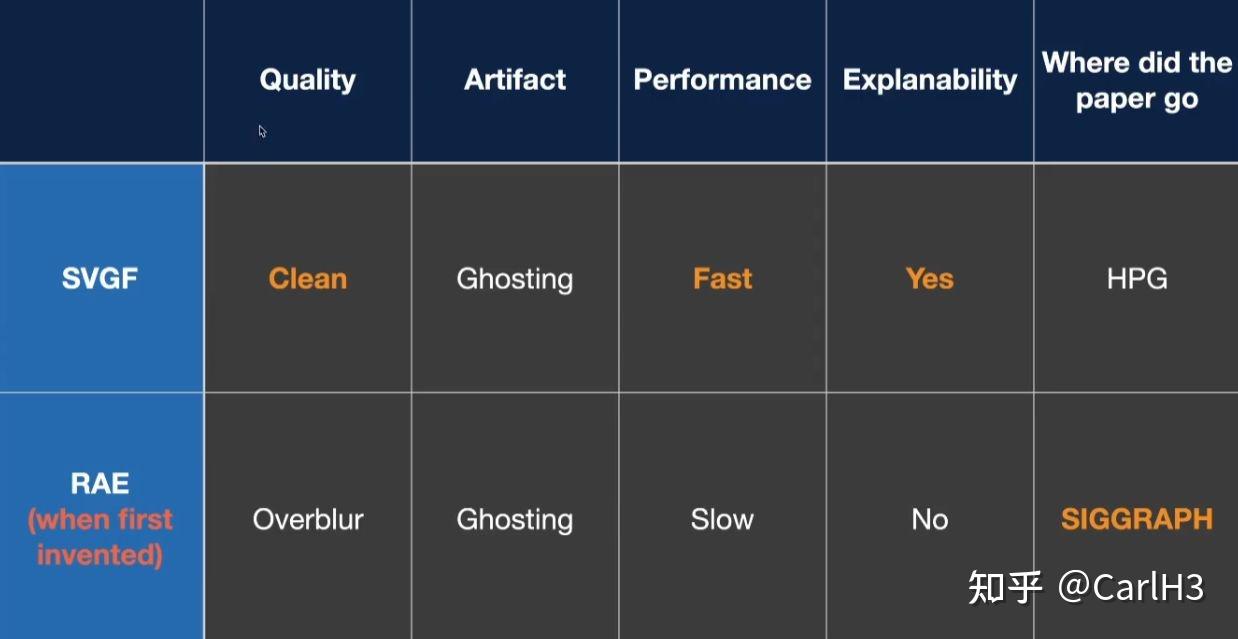 Quality Artifact Performance Explanability Where did the
paper go
SVGF Clean Ghosting Fast Yes HPG
RAE
(when first
invented) Overblur Ghosting Slow No SIGGRAPH
知乎 @CarlH3